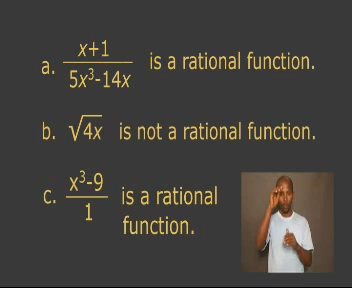 a. x+1 / 5x³-14x is a rational function.
b. √4x is not a rational function.
c. x³-9 / 1 is a rational
function.